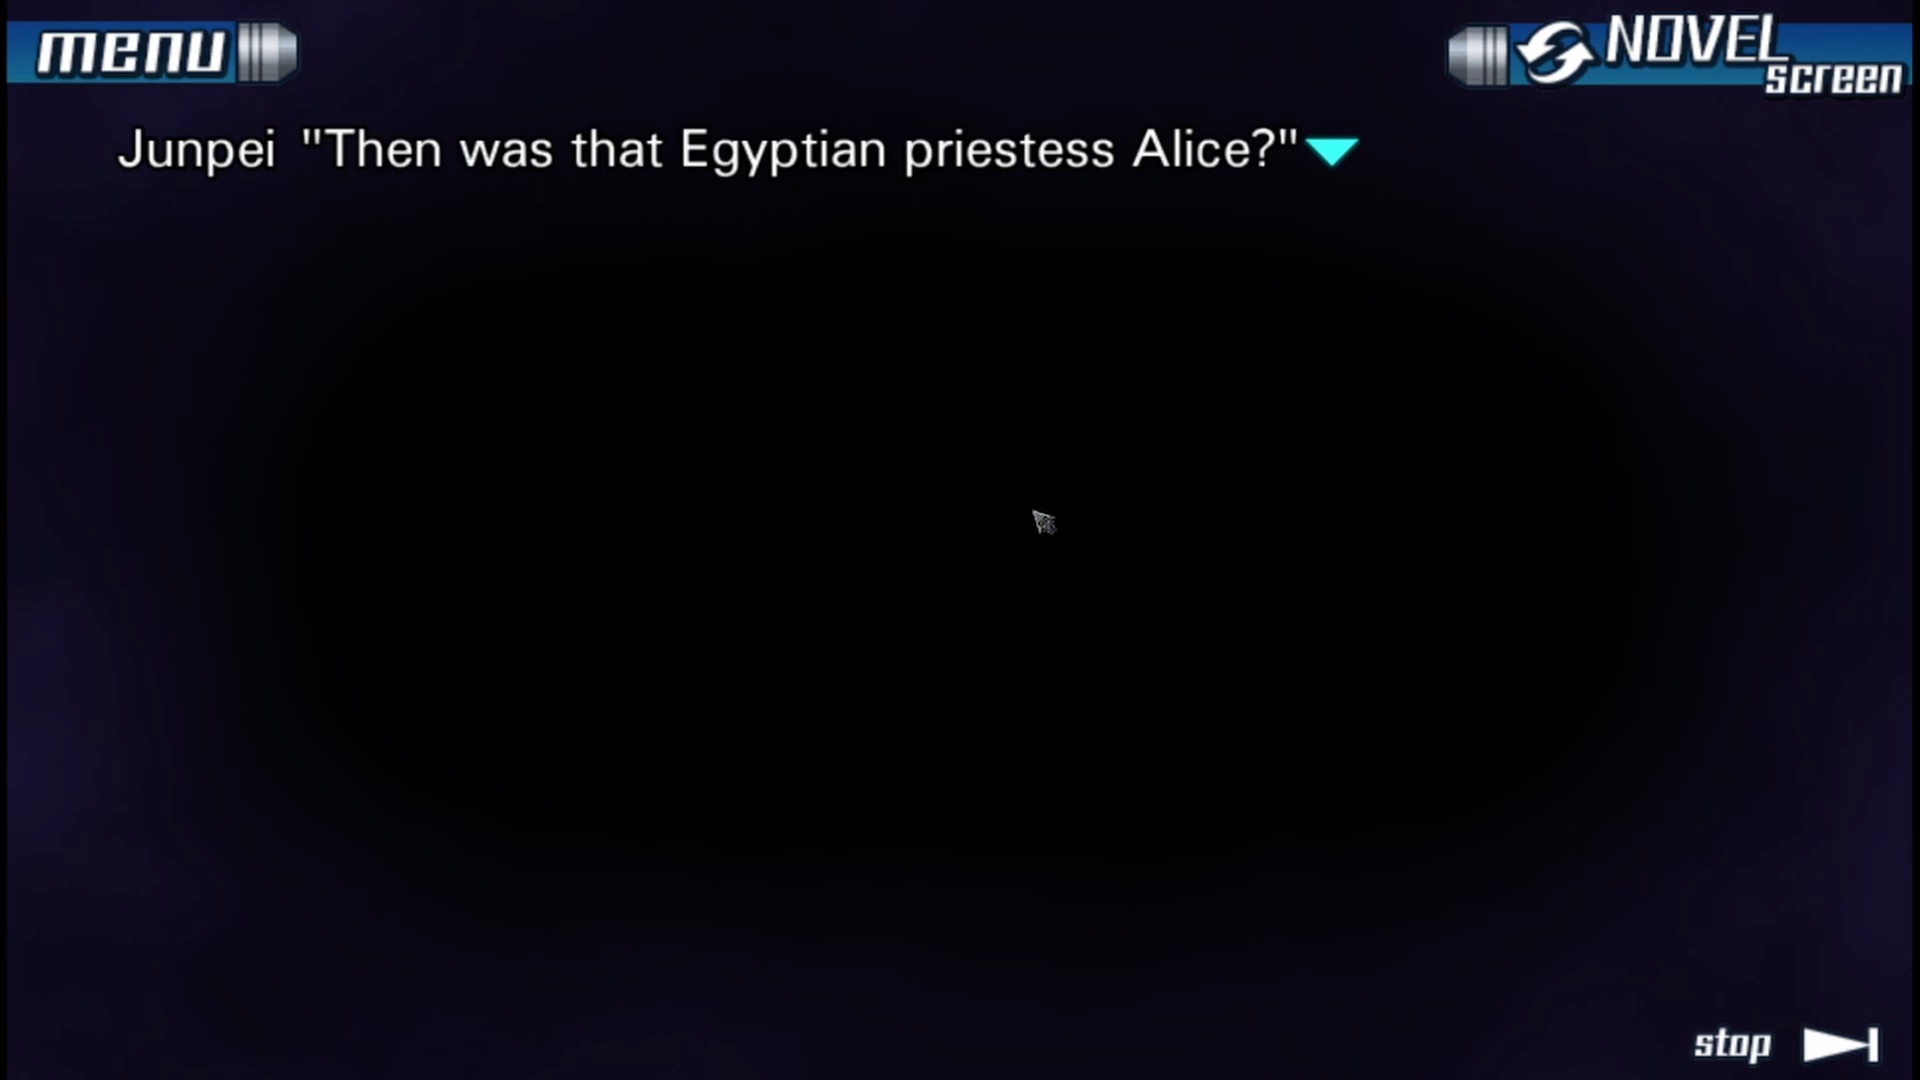 menu
NOVEL
screen
Junpei "Then was that Egyptian priestess Alice?"
stop